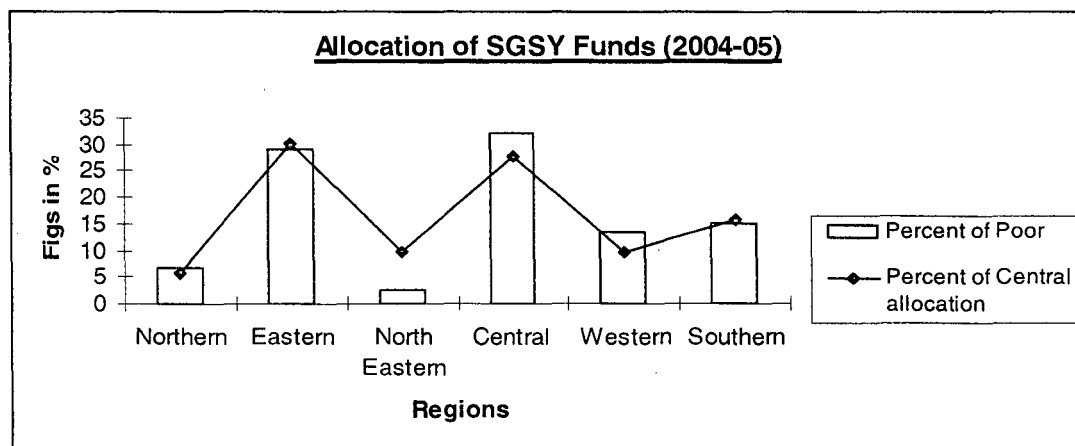 Allocation of SGSY Funds (2004-05)
Figs in %
35
30
25
20
15
10
5
0
Northern Eastern North Central Western Southern
Eastern
Regions
Percent of Poor
Percent of Central
allocation